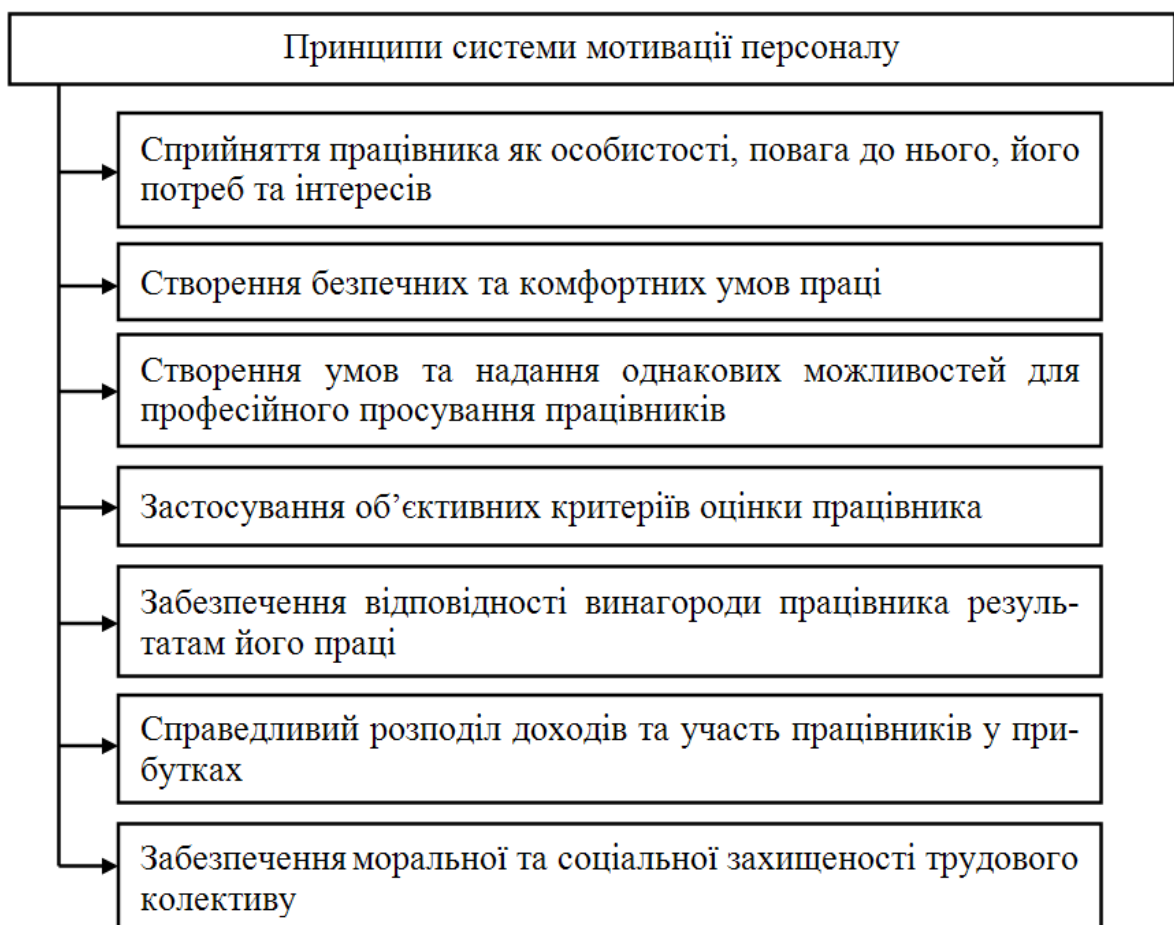 Принципи системи мотивації персоналу
Сприйняття працівника як особистості, повага до нього, його
потреб та інтересів
Створення безпечних та комфортних умов праці
Створення умов та надання однакових можливостей для
професійного просування працівників
Застосування об’єктивних критеріїв оцінки працівника
Забезпечення відповідності винагороди працівника резуль-
татам його праці
Справедливий розподіл доходів та участь працівників у при-
бутках
Забезпечення моральної та соціальної захищеності трудового
колективу